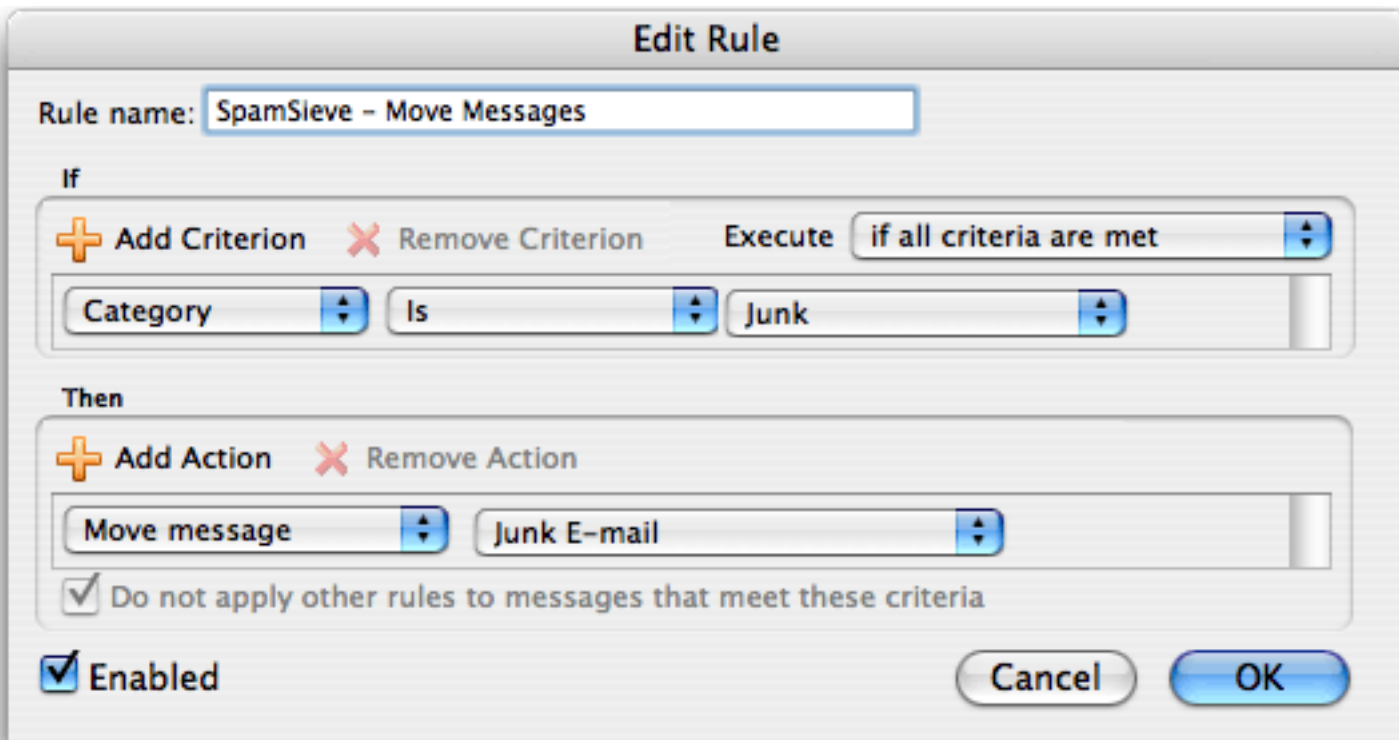 Edit Rule
Rule name: SpamSieve – Move Messages
If
Add Criterion Remove Criterion Execute if all criteria are met
Category Is Junk
Then
Add Action Remove Action
Move message Junk E-mail
Do not apply other rules to messages that meet these criteria
Enabled Cancel OK